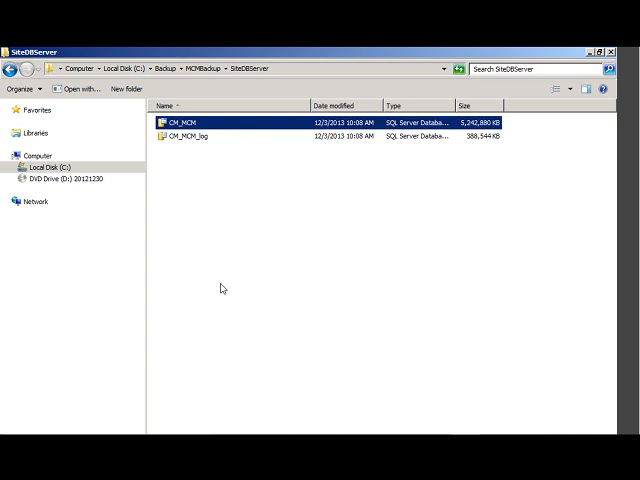 SiteDBServer
Computer Local Disk (C:) Backup MCMBackup SiteDBServer Search SiteDBServer
Organize Open with... New folder
Favorites
Libraries
Computer
Local Disk (C:)
DVD Drive (D:) 20121230
Network
Name Date modified Type Size
CM_MCM 12/3/2013 10:08 AM SQL Server Databa... 5,242,880 KB
CM_MCM_log 12/3/2013 10:08 AM SQL Server Databa... 388,544 KB